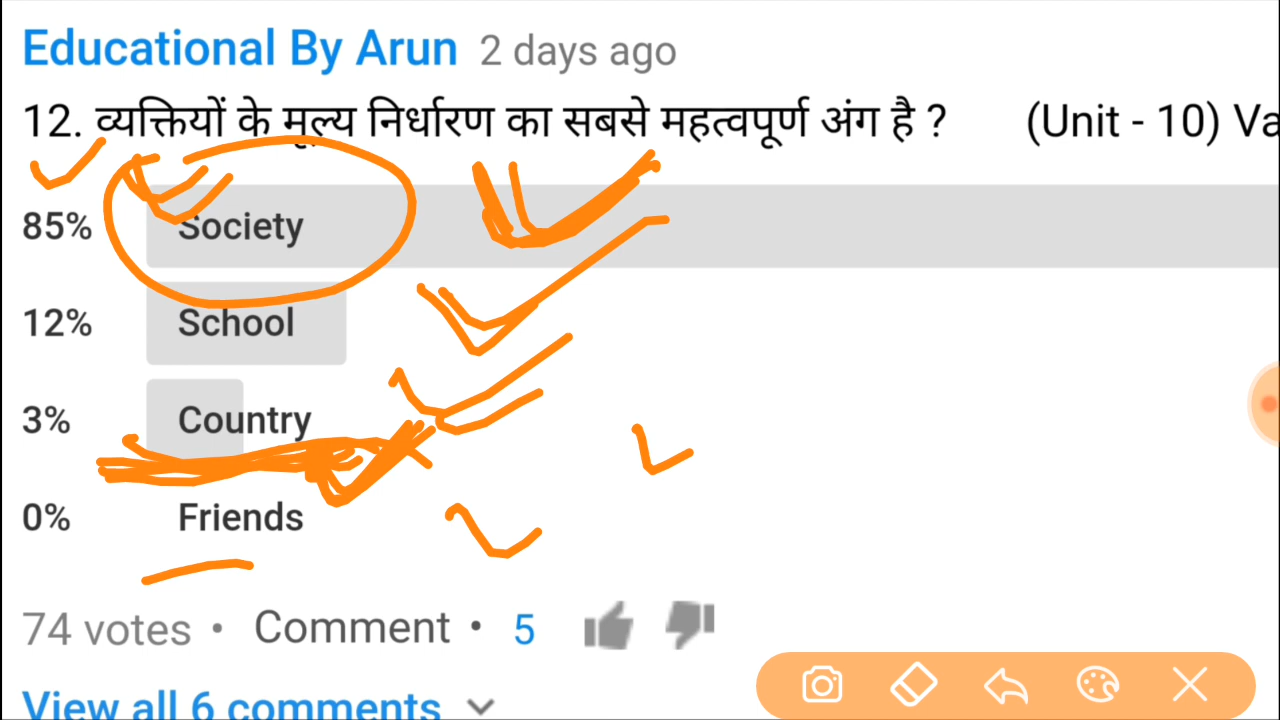 Educational By Arun 2 days ago
12. व्यक्तियों के मूल्य निर्धारण का सबसे महत्वपूर्ण अंग है ? (Unit - 10) Va
85% Society
12% School
3% Country
0% Friends
74 votes • Comment • 5
View all 6 comments